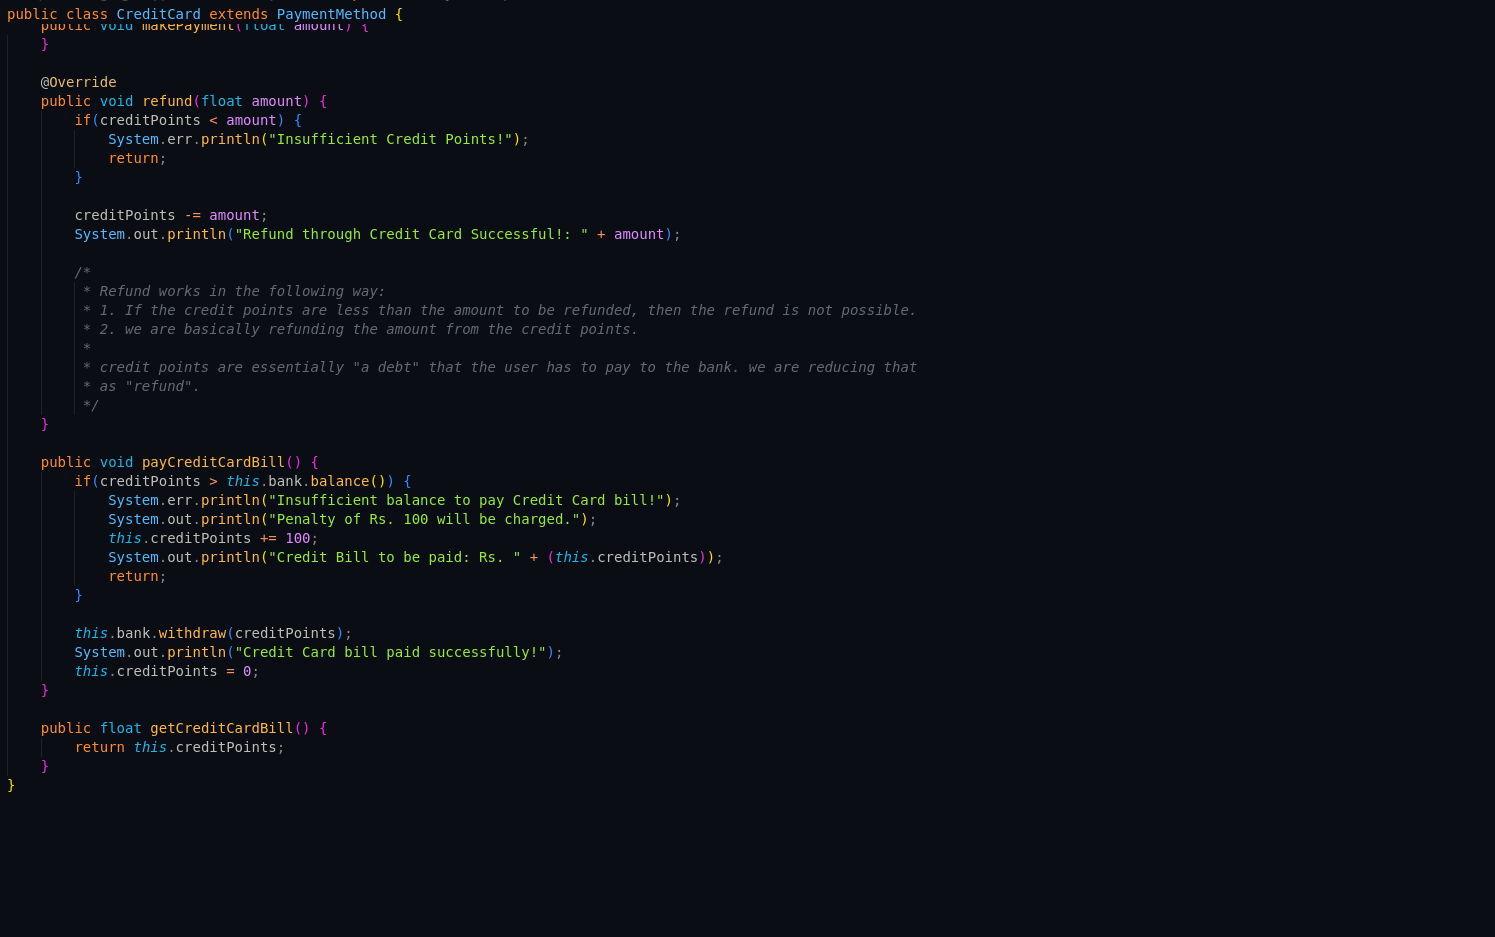 public class CreditCard extends PaymentMethod {
    public void makePayment(float amount) {
    }

    @Override
    public void refund(float amount) {
        if(creditPoints < amount) {
            System.err.println("Insufficient Credit Points!");
            return;
        }

        creditPoints -= amount;
        System.out.println("Refund through Credit Card Successful!: " + amount);

        /*
         * Refund works in the following way:
         * 1. If the credit points are less than the amount to be refunded, then the refund is not possible.
         * 2. we are basically refunding the amount from the credit points.
         *
         * credit points are essentially "a debt" that the user has to pay to the bank. we are reducing that
         * as "refund".
         */
    }

    public void payCreditCardBill() {
        if(creditPoints > this.bank.balance()) {
            System.err.println("Insufficient balance to pay Credit Card bill!");
            System.out.println("Penalty of Rs. 100 will be charged.");
            this.creditPoints += 100;
            System.out.println("Credit Bill to be paid: Rs. " + (this.creditPoints));
            return;
        }

        this.bank.withdraw(creditPoints);
        System.out.println("Credit Card bill paid successfully!");
        this.creditPoints = 0;
    }

    public float getCreditCardBill() {
        return this.creditPoints;
    }
}